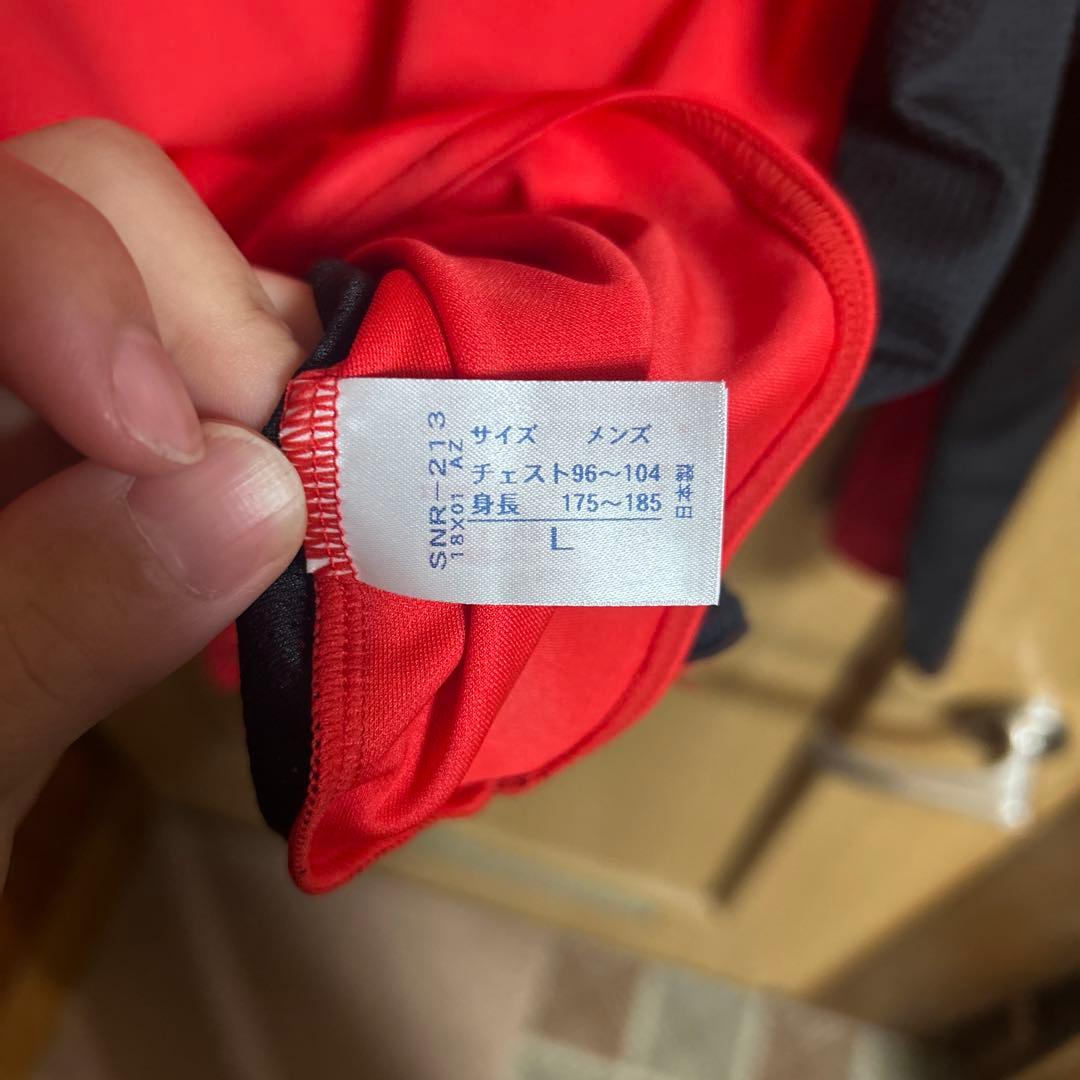 SNR-213
18X01 AZ
サイズ メンズ
チェスト96~104
身長 175~185
L
日本製